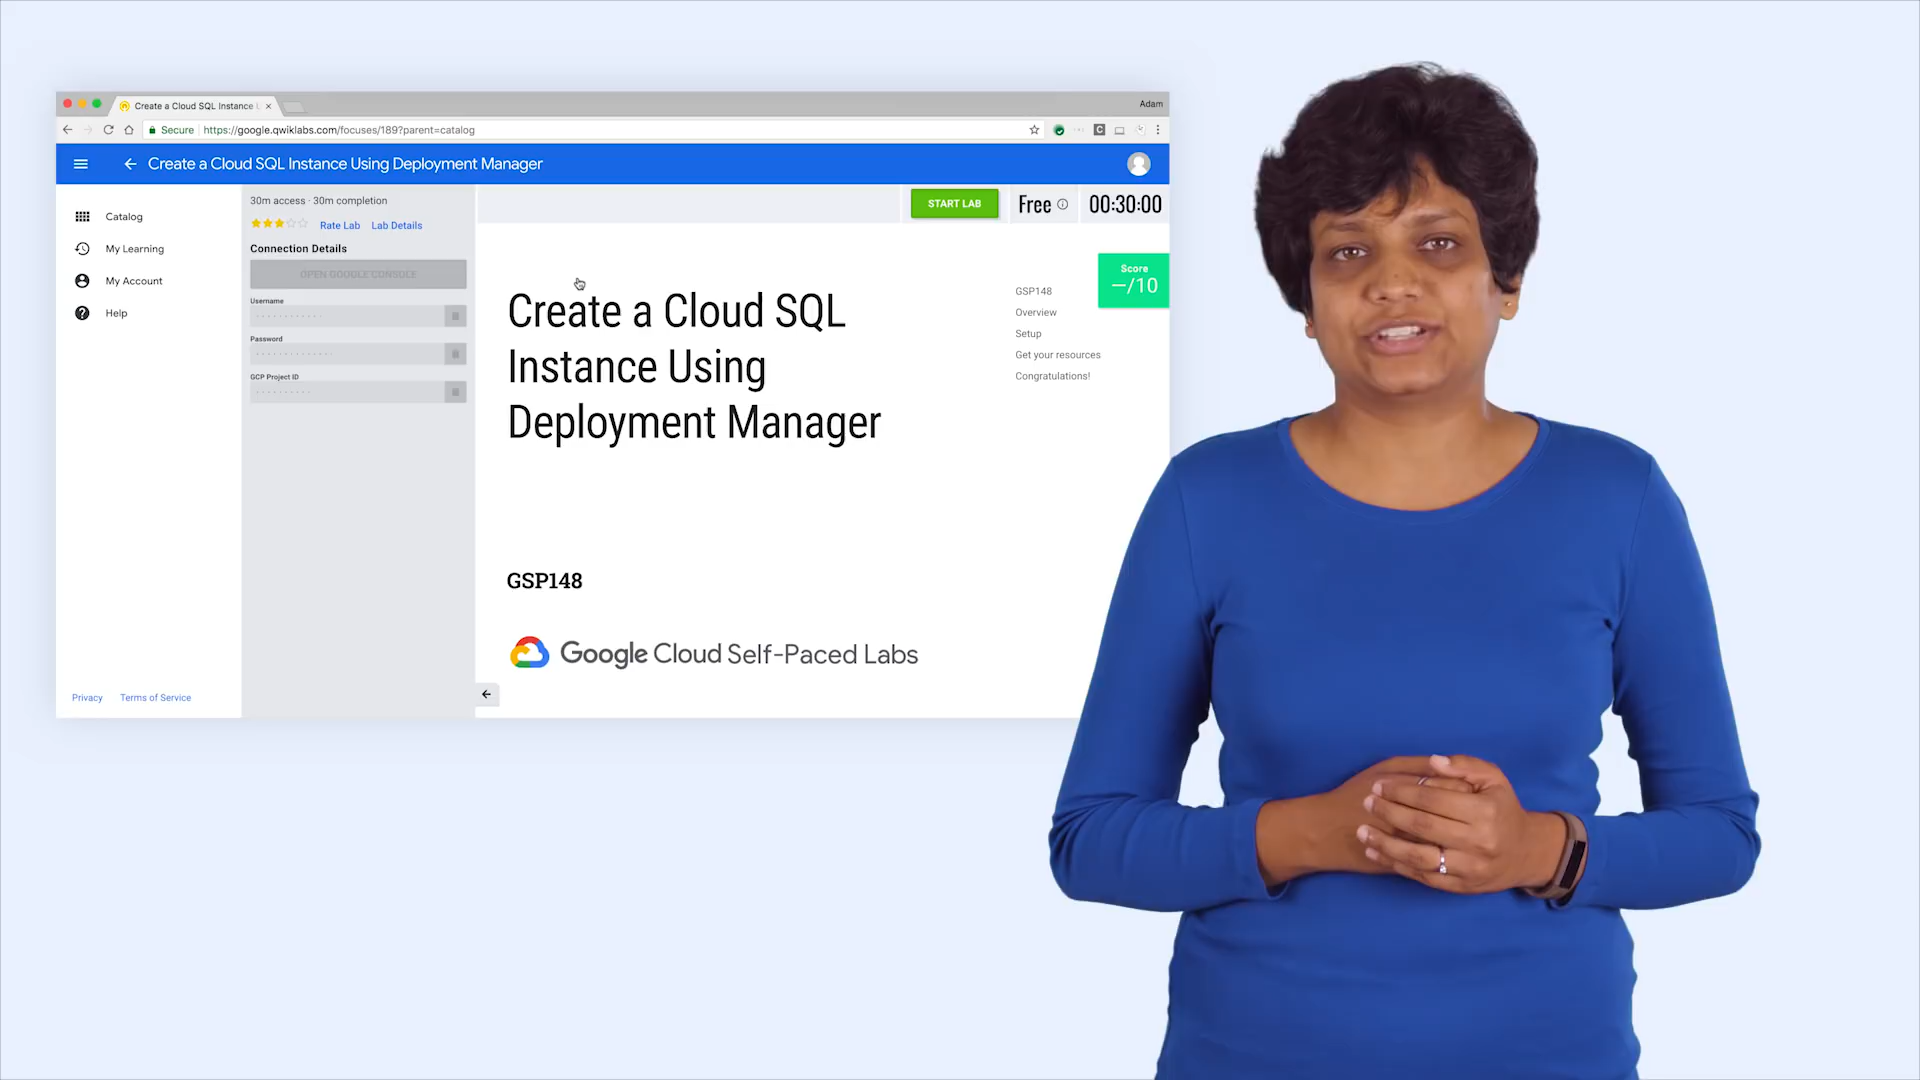 Create a Cloud SQL Instance
Adam
Secure
https://google.qwiklabs.com/focuses/189?parent=catalog
C
Create a Cloud SQL Instance Using Deployment Manager
Catalog
My Learning
My Account
Help
Privacy
Terms of Service
30m access · 30m completion
Rate Lab
Lab Details
Connection Details
OPEN GOOGLE CONSOLE
Username
Password
GCP Project ID
START LAB
Free
00:30:00
Create a Cloud SQL
Instance Using
Deployment Manager
GSP148
Google Cloud Self-Paced Labs
GSP148
Overview
Setup
Get your resources
Congratulations!
Score
—/10